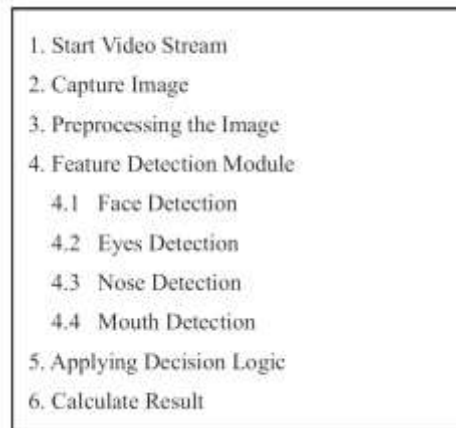 1. Start Video Stream
2. Capture Image
3. Preprocessing the Image
4. Feature Detection Module
4.1 Face Detection
4.2 Eyes Detection
4.3 Nose Detection
4.4 Mouth Detection
5. Applying Decision Logic
6. Calculate Result